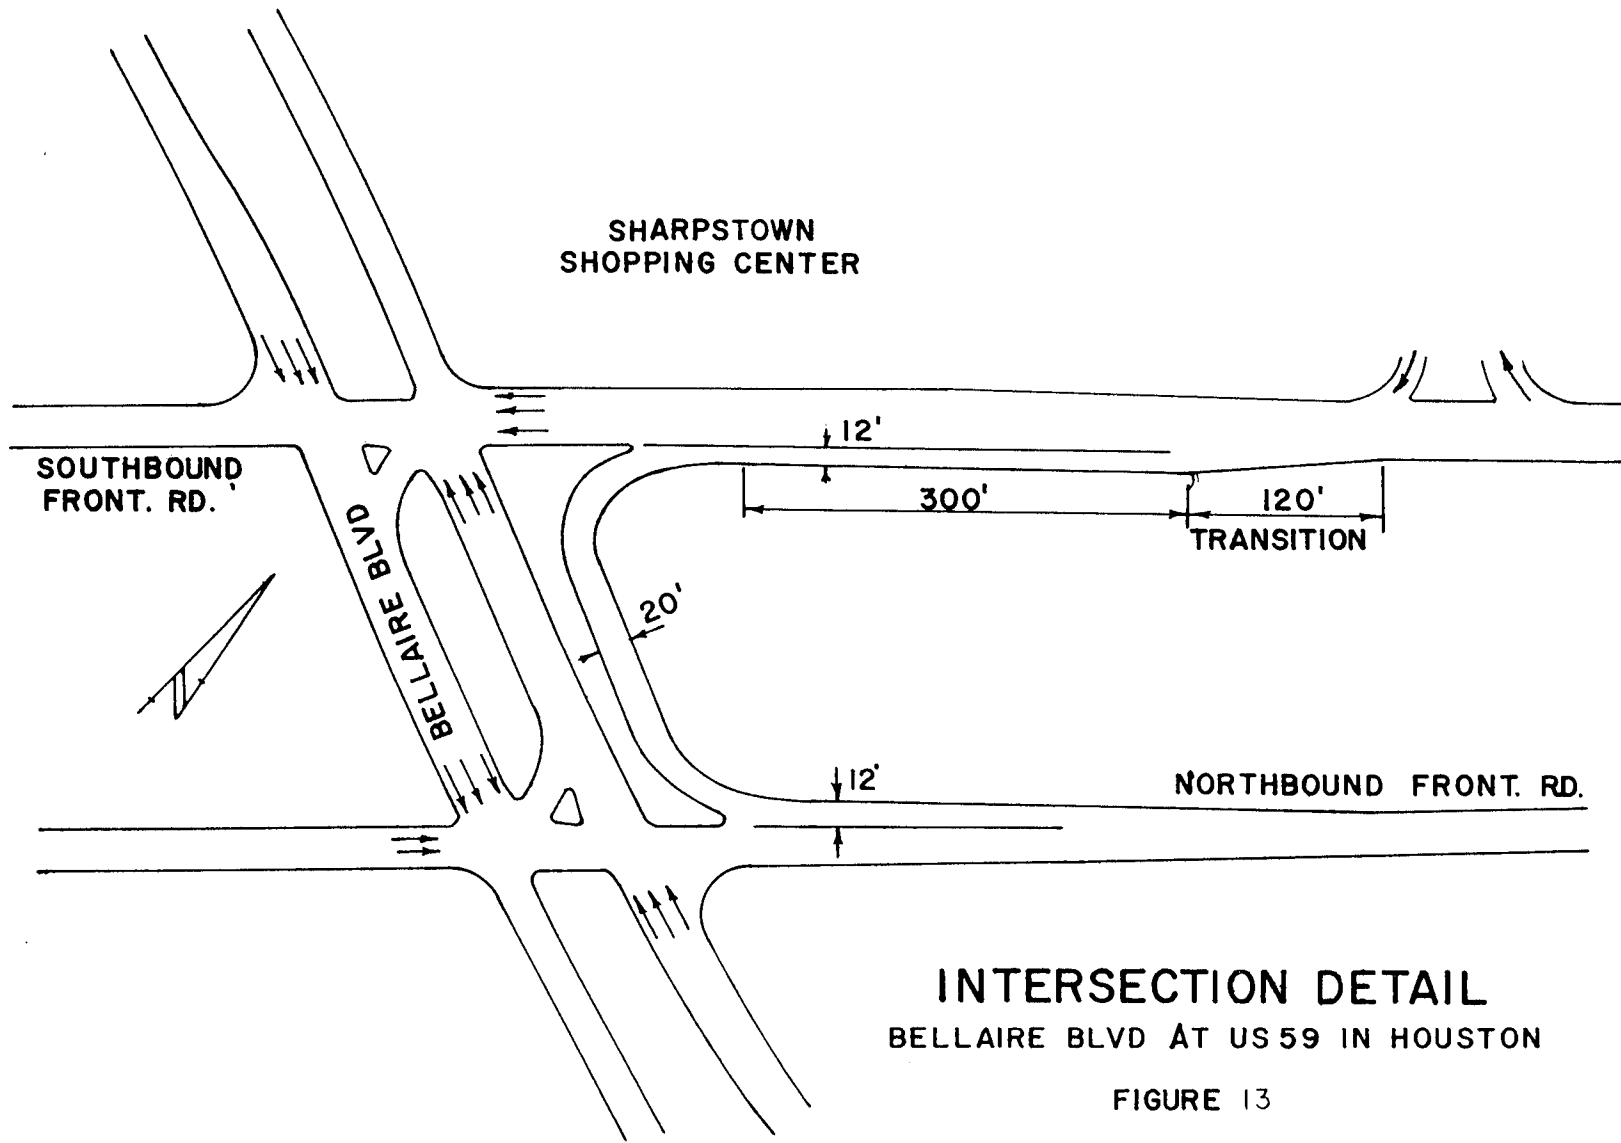 SHARPSTOWN
SHOPPING CENTER
12'
SOUTHBOUND
FRONT. RD.
300'
120'
TRANSITION
BELLAIRE BLVD
20'
12'
NORTHBOUND FRONT. RD.
INTERSECTION DETAIL
BELLAIRE BLVD AT US 59 IN HOUSTON
FIGURE 13